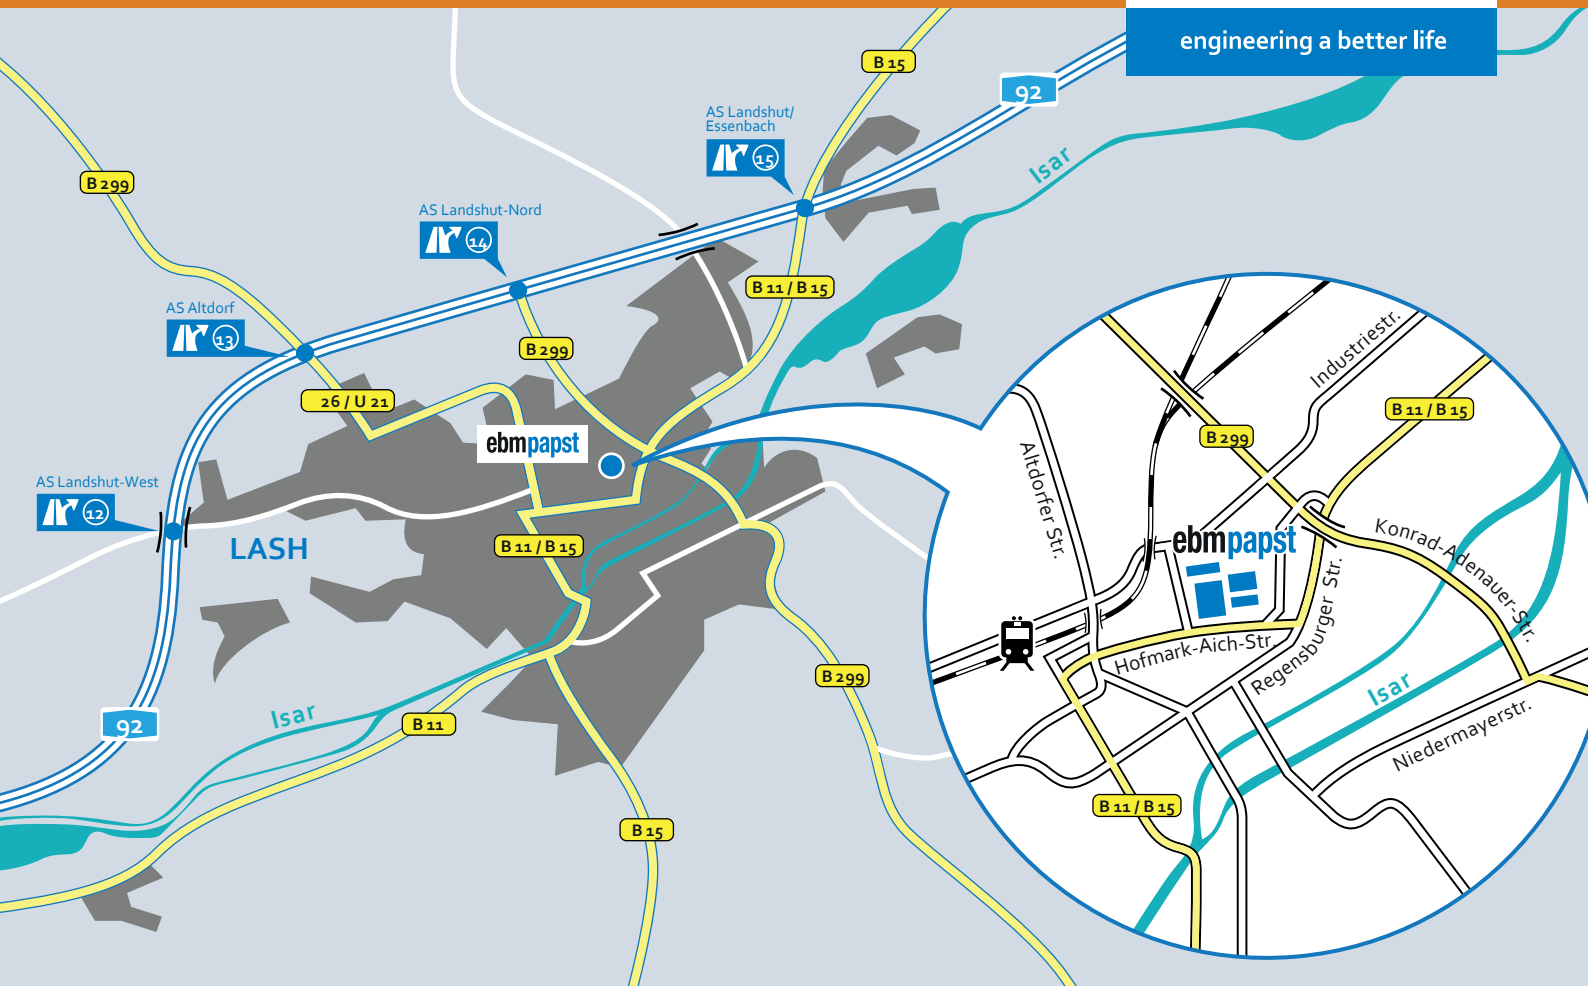 engineering a better life
B 15
92
AS Landshut/
Essenbach
15
Isar
B 299
AS Landshut-Nord
14
B 11 / B 15
AS Altdorf
13
B 299
26 / U 21
ebmpapst
AS Landshut-West
12
LASH
B 11 / B 15
B 299
92
Isar
B 11
B 15
Industriestr.
B 11 / B 15
B 299
Altdorfer Str.
ebmpapst
Konrad-Adenauer-Str.
Regensburger Str.
Hofmark-Aich-Str.
Isar
Niedermayerstr.
B 11 / B 15